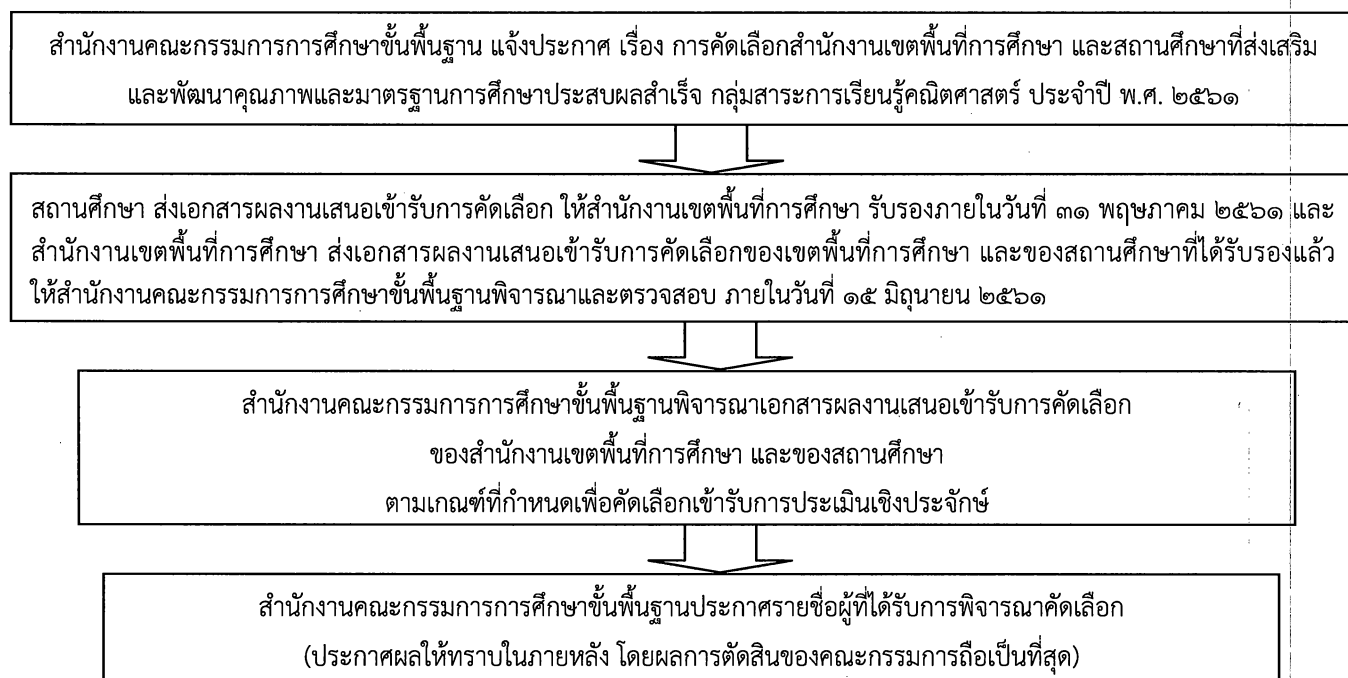 สำนักงานคณะกรรมการการศึกษาขั้นพื้นฐาน แจ้งประกาศ เรื่อง การคัดเลือกสำนักงานเขตพื้นที่การศึกษา และสถานศึกษาที่ส่งเสริม
และพัฒนาคุณภาพและมาตรฐานการศึกษาประสบผลสำเร็จ กลุ่มสาระการเรียนรู้คณิตศาสตร์ ประจำปี พ.ศ. ๒๕๖๑
สถานศึกษา ส่งเอกสารผลงานเสนอเข้ารับการคัดเลือก ให้สำนักงานเขตพื้นที่การศึกษา รับรองภายในวันที่ ๓๑ พฤษภาคม ๒๕๖๑ และ
สำนักงานเขตพื้นที่การศึกษา ส่งเอกสารผลงานเสนอเข้ารับการคัดเลือกของเขตพื้นที่การศึกษา และของสถานศึกษาที่ได้รับรองแล้ว
ให้สำนักงานคณะกรรมการการศึกษาขั้นพื้นฐานพิจารณาและตรวจสอบ ภายในวันที่ ๑๕ มิถุนายน ๒๕๖๑
สำนักงานคณะกรรมการการศึกษาขั้นพื้นฐานพิจารณาเอกสารผลงานเสนอเข้ารับการคัดเลือก
ของสำนักงานเขตพื้นที่การศึกษา และของสถานศึกษา
ตามเกณฑ์ที่กำหนดเพื่อคัดเลือกเข้ารับการประเมินเชิงประจักษ์
สำนักงานคณะกรรมการการศึกษาขั้นพื้นฐานประกาศรายชื่อผู้ที่ได้รับการพิจารณาคัดเลือก
(ประกาศผลให้ทราบในภายหลัง โดยผลการตัดสินของคณะกรรมการถือเป็นที่สุด)